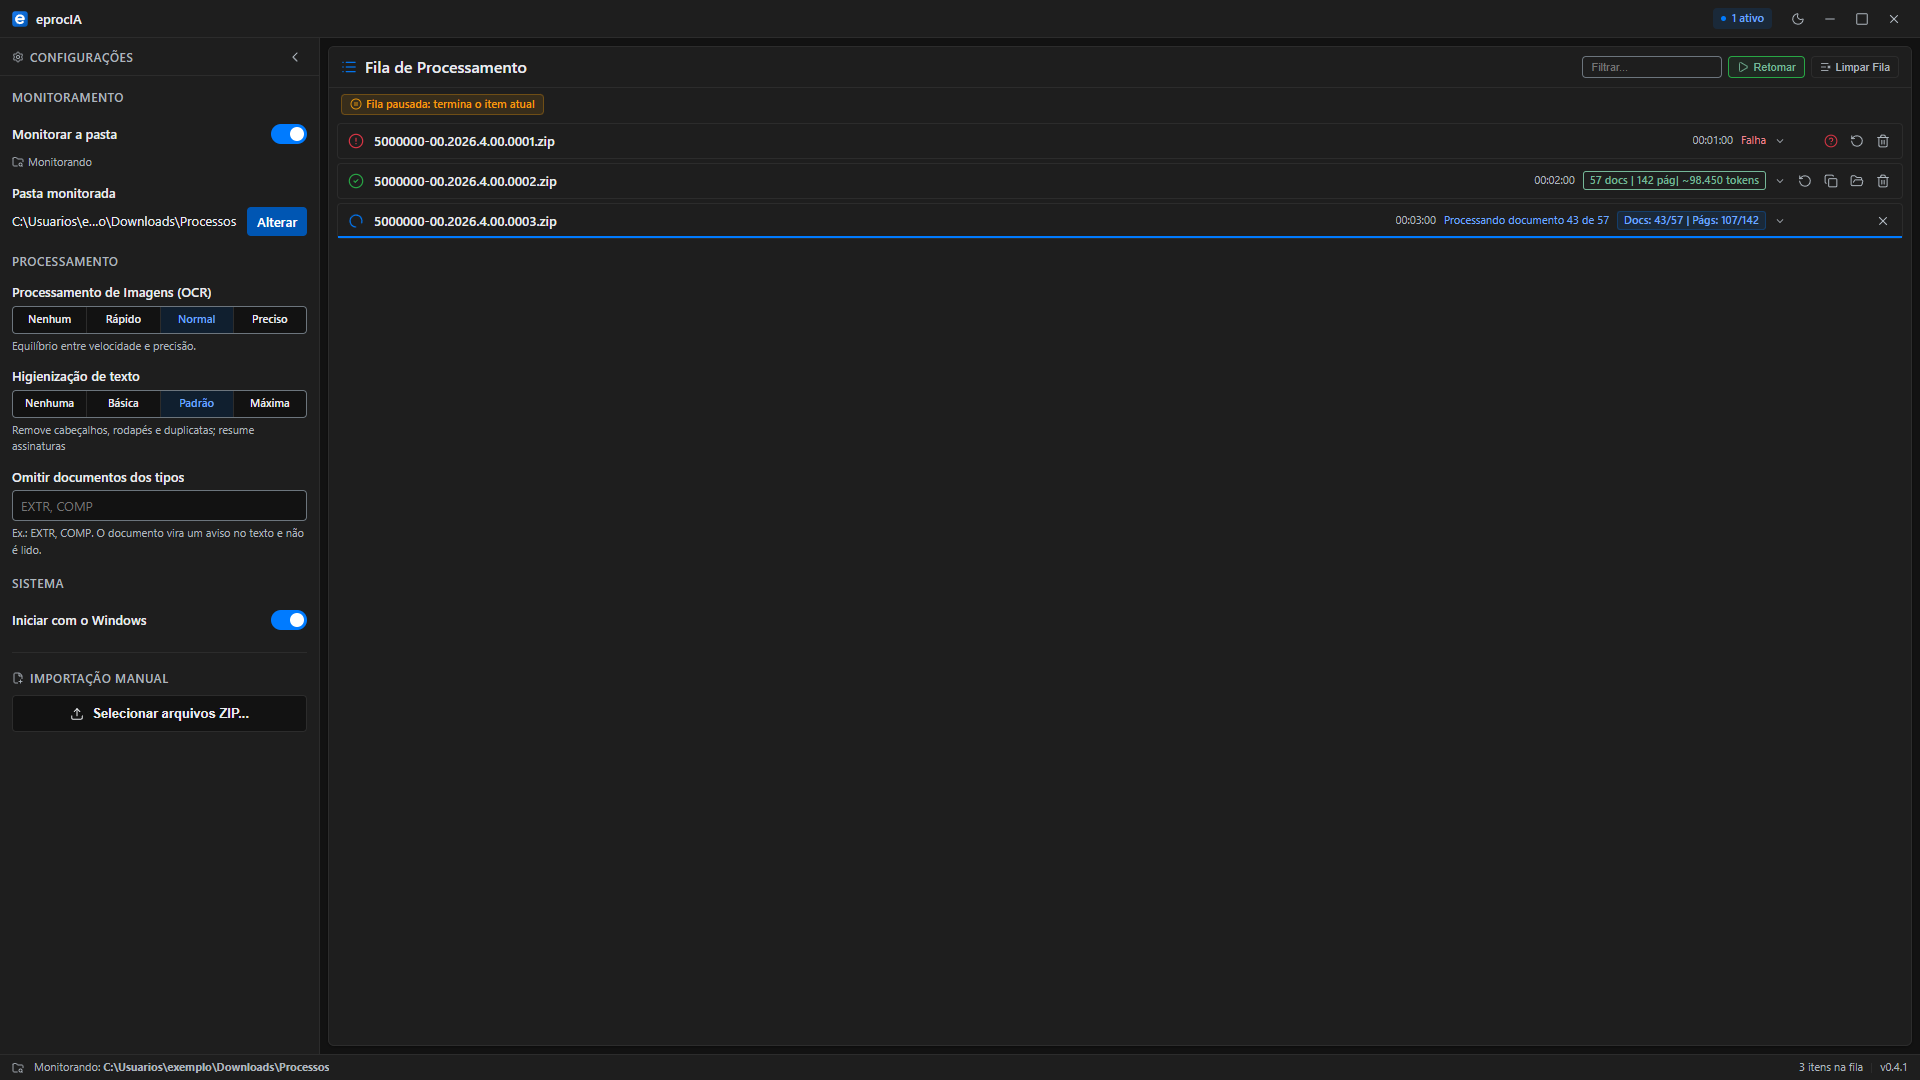 eprocIA
1 ativo
CONFIGURAÇÕES
MONITORAMENTO
Monitorar a pasta
Monitorando
Pasta monitorada
C:\Usuarios\e...o\Downloads\Processos
Alterar
PROCESSAMENTO
Processamento de Imagens (OCR)
Nenhum Rápido Normal Preciso
Equilíbrio entre velocidade e precisão.
Higienização de texto
Nenhuma Básica Padrão Máxima
Remove cabeçalhos, rodapés e duplicatas; resume
assinaturas
Omitir documentos dos tipos
EXTR, COMP
Ex.: EXTR, COMP. O documento vira um aviso no texto e não
é lido.
SISTEMA
Iniciar com o Windows
IMPORTAÇÃO MANUAL
Selecionar arquivos ZIP...
Fila de Processamento
Filtrar...
Retomar
Limpar Fila
Fila pausada: termina o item atual
5000000-00.2026.4.00.0001.zip 00:01:00 Falha
5000000-00.2026.4.00.0002.zip 00:02:00 57 docs | 142 pág| ~98.450 tokens
5000000-00.2026.4.00.0003.zip 00:03:00 Processando documento 43 de 57 Docs: 43/57 | Págs: 107/142
Monitorando: C:\Usuarios\exemplo\Downloads\Processos
3 itens na fila
v0.4.1